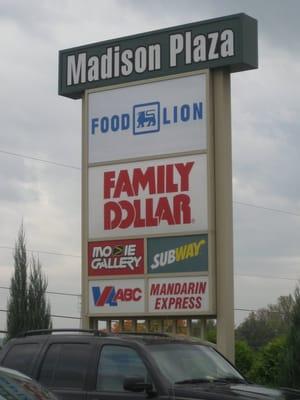 Madison Plaza
FOOD LION
FAMILY
DOLLAR
MOVIE
GALLERY
SUBWAY
VA ABC
MANDARIN
EXPRESS